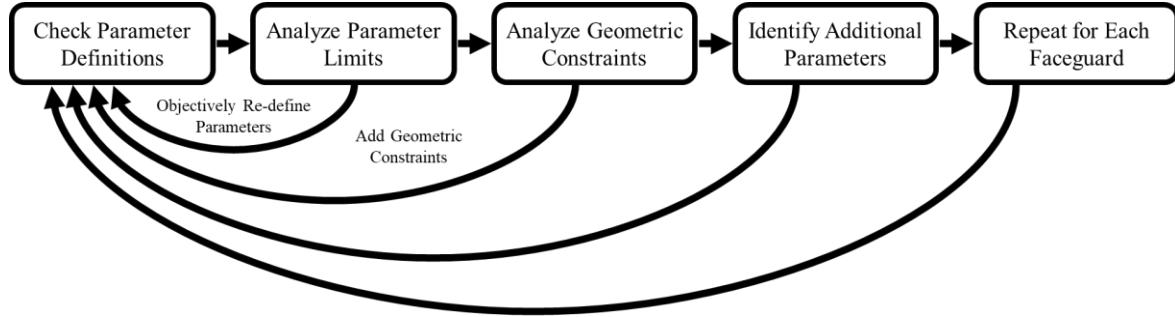 Check Parameter
Definitions
Analyze Parameter
Limits
Analyze Geometric
Constraints
Identify Additional
Parameters
Repeat for Each
Faceguard
Objectively Re-define
Parameters
Add Geometric
Constraints